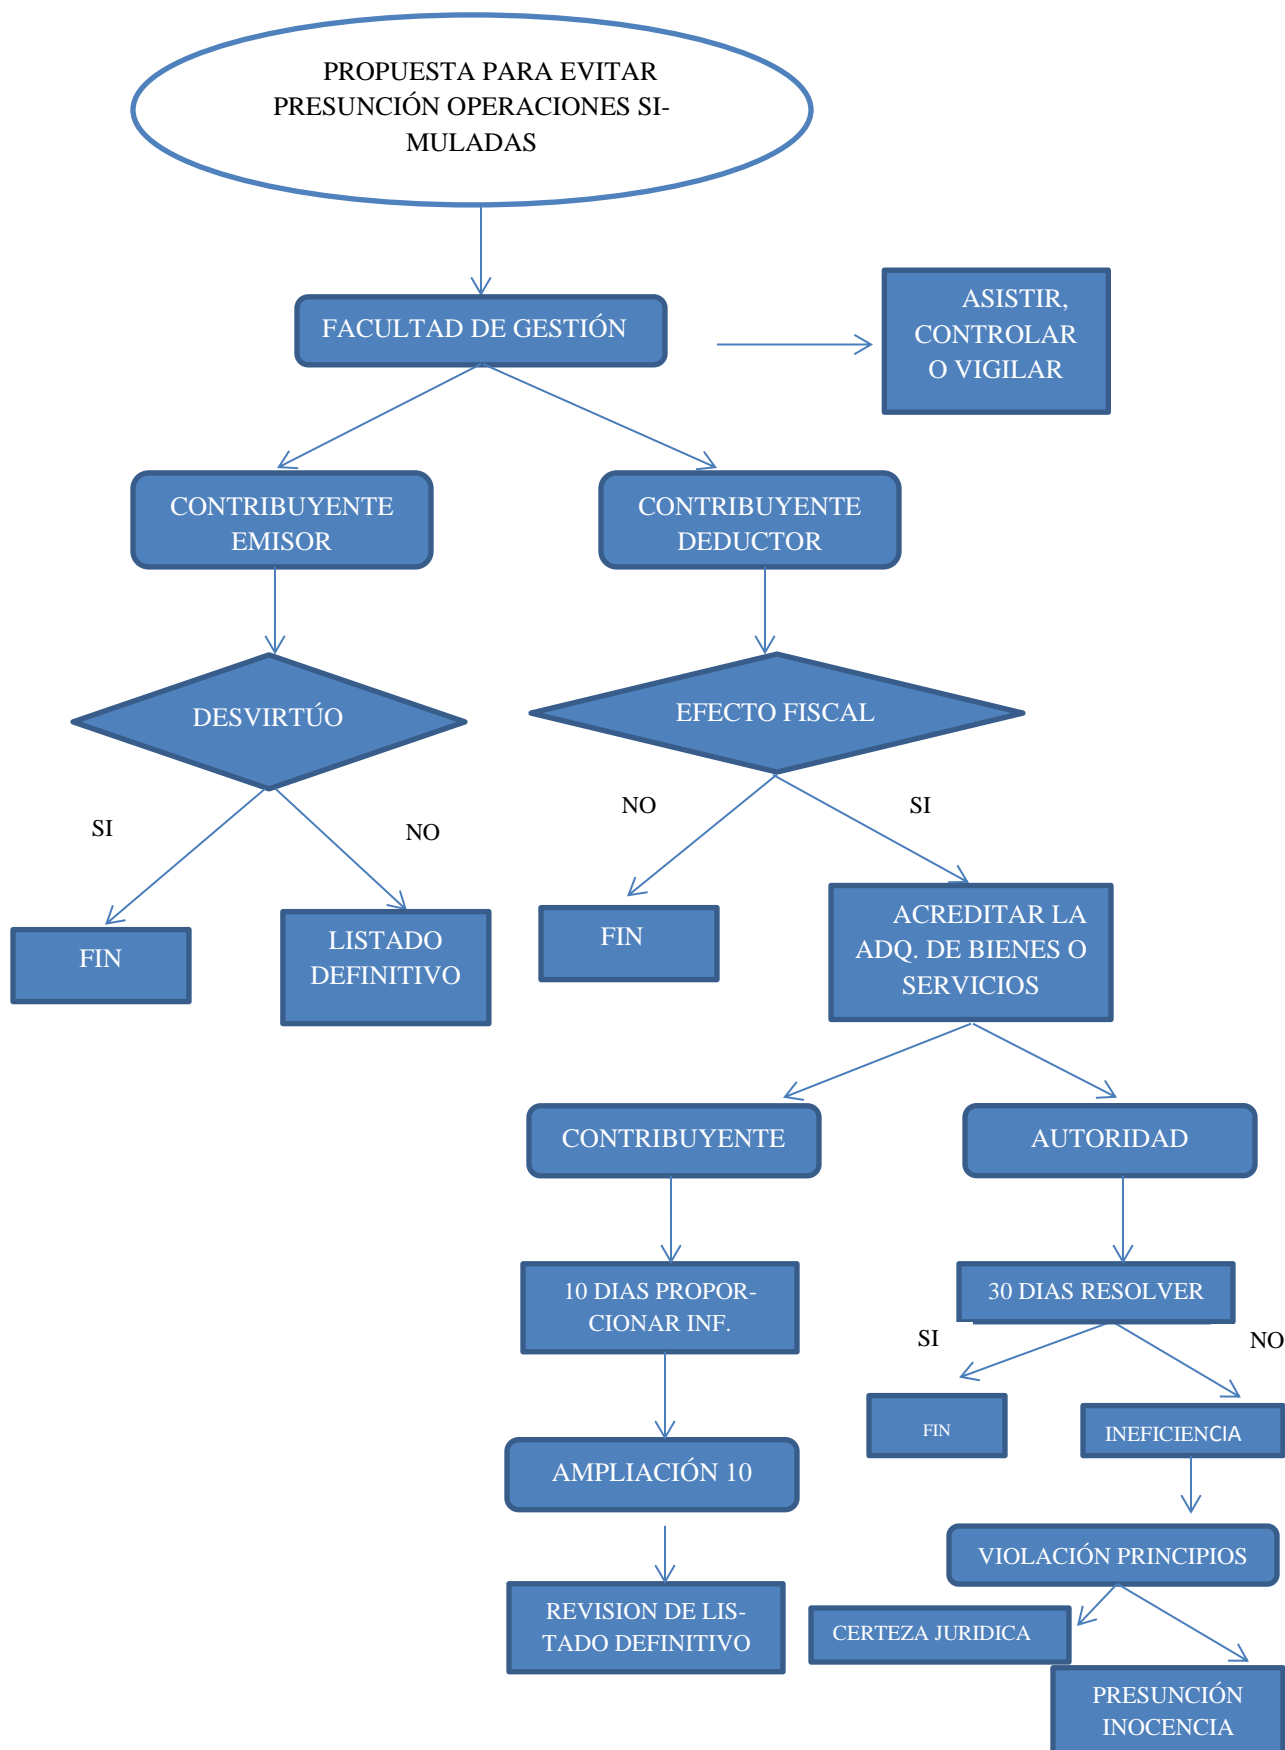 PROPUESTA PARA EVITAR
PRESUNCIÓN OPERACIONES SI-
MULADAS
FACULTAD DE GESTIÓN
ASISTIR,
CONTROLAR
O VIGILAR
CONTRIBUYENTE
EMISOR
CONTRIBUYENTE
DEDUCTOR
DESVIRTÚO
EFECTO FISCAL
SI
NO
NO
SI
FIN
LISTADO
DEFINITIVO
FIN
ACREDITAR LA
ADQ. DE BIENES O
SERVICIOS
CONTRIBUYENTE
AUTORIDAD
10 DIAS PROPOR-
CIONAR INF.
30 DIAS RESOLVER
SI
NO
FIN
INEFICIENCIA
AMPLIACIÓN 10
VIOLACIÓN PRINCIPIOS
REVISION DE LIS-
TADO DEFINITIVO
CERTEZA JURIDICA
PRESUNCIÓN
INOCENCIA